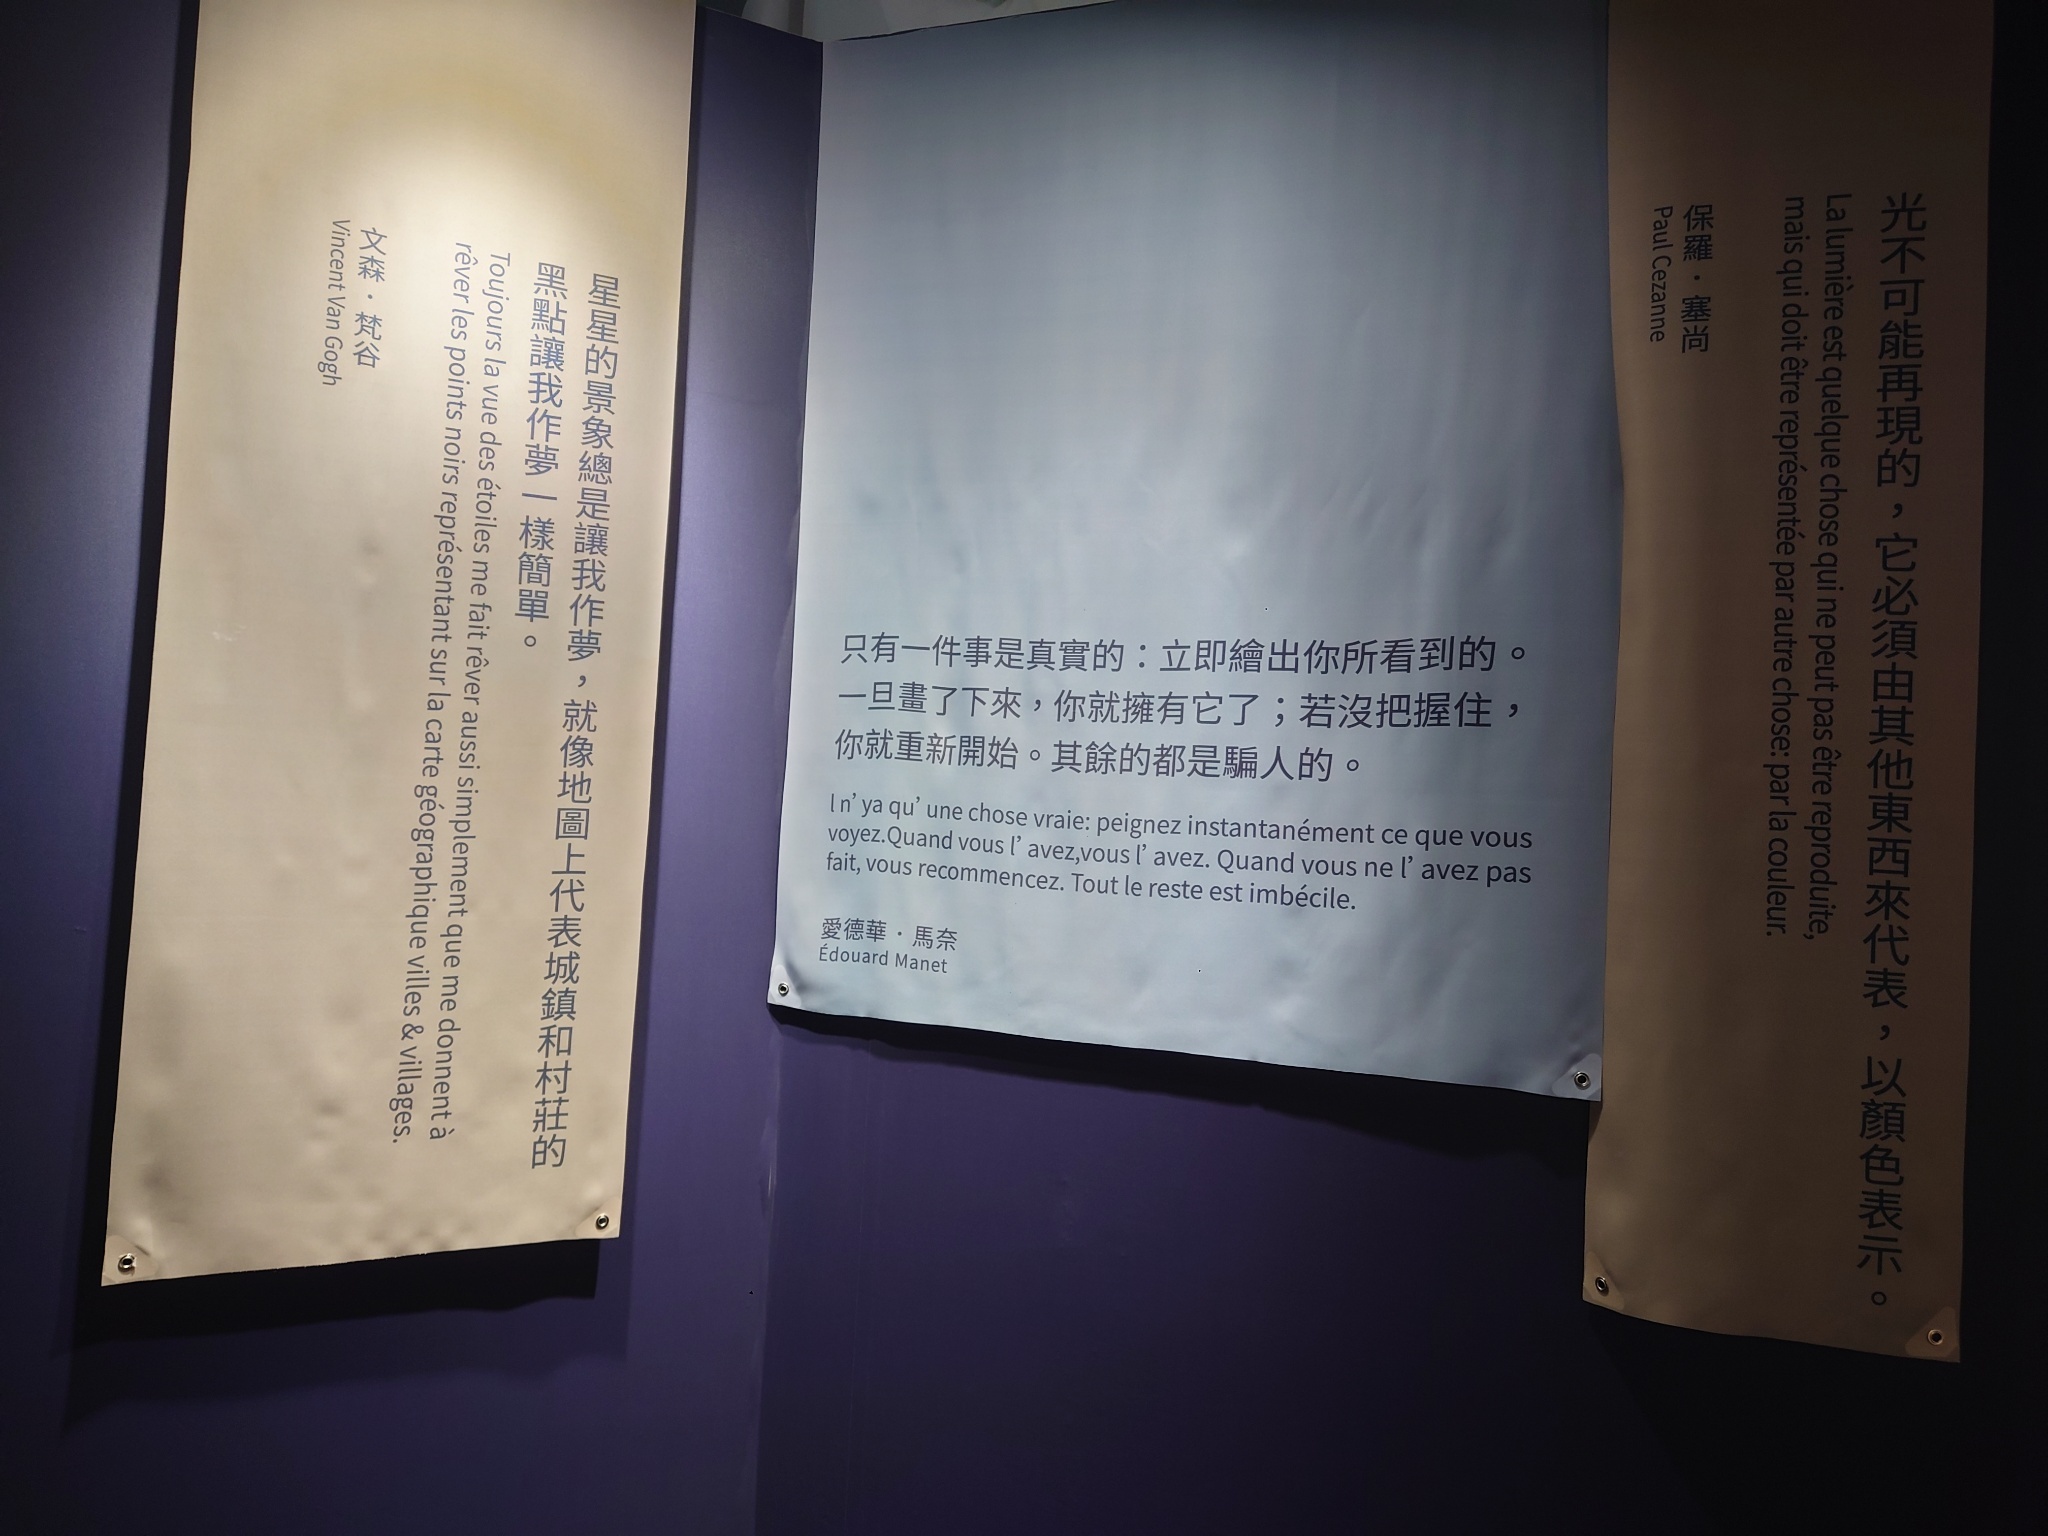 星星的景象總是讓我作夢，就像地圖上代表城鎮和村莊的
黑點讓我作夢一樣簡單。
Toujours la vue des étoiles me fait rêver aussi simplement que me donnent à
rêver les points noirs représentant sur la carte géographique villes & villages.
文森．梵谷
Vincent Van Gogh
只有一件事是真實的：立即繪出你所看到的。
一旦畫了下來，你就擁有它了；若沒把握住，
你就重新開始。其餘的都是騙人的。
l n’ ya qu’ une chose vraie: peignez instantanément ce que vous
voyez.Quand vous l’ avez,vous l’ avez. Quand vous ne l’ avez pas
fait, vous recommencez. Tout le reste est imbécile.
愛德華．馬奈
Édouard Manet
光不可能再現的，它必須由其他東西來代表，以顏色表示。
La lumière est quelque chose qui ne peut pas être reproduite,
mais qui doit être représentée par autre chose: par la couleur.
保羅．塞尚
Paul Cezanne